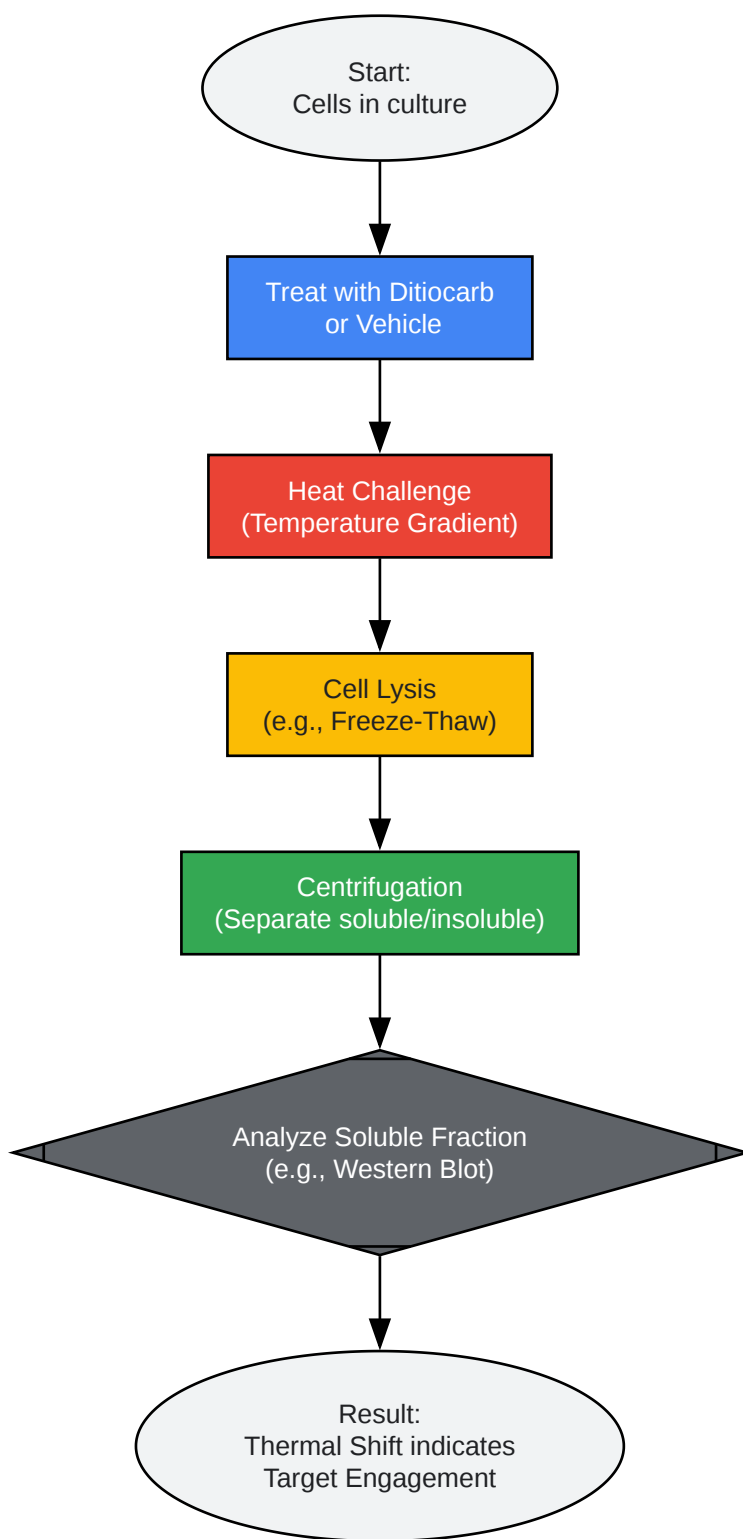 Start:
Cells in culture
Treat with Ditiocarb
or Vehicle
Heat Challenge
(Temperature Gradient)
Cell Lysis
(e.g., Freeze-Thaw)
Centrifugation
(Separate soluble/insoluble)
Analyze Soluble Fraction
(e.g., Western Blot)
Result:
Thermal Shift indicates
Target Engagement